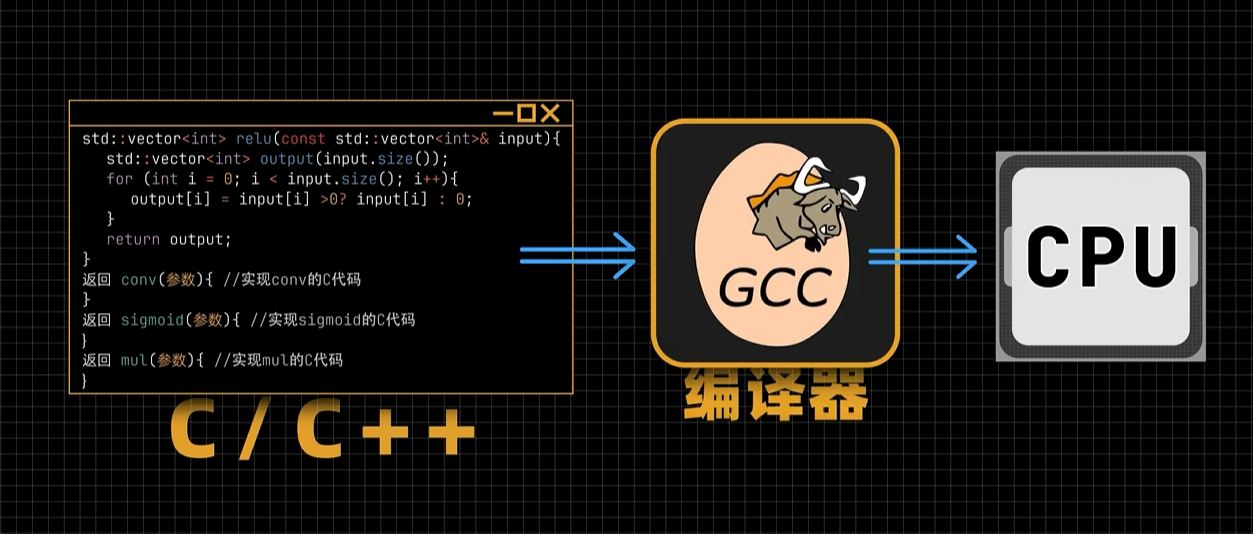 std::vector<int> relu(const std::vector<int>& input){
std::vector<int> output(input.size());
for (int i = 0; i < input.size(); i++){
output[i] = input[i] >0? input[i] : 0;
}
return output;
}
返回 conv(参数){ //实现conv的C代码
}
返回 sigmoid(参数){ //实现sigmoid的C代码
}
返回 mul(参数){ //实现mul的C代码
}
C/C++
GCC
编译器
CPU